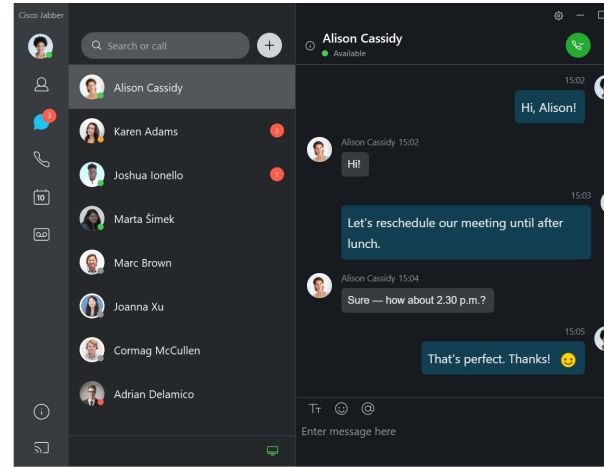 Cisco Jabber
Search or call
Alison Cassidy
Karen Adams
2
Joshua Ionello
1
Marta Šimek
Marc Brown
Joanna Xu
Cormag McCullen
Adrian Delamico
3
10
Alison Cassidy
Available
15:02
Hi, Alison!
Alison Cassidy 15:02
Hi!
15:03
Let's reschedule our meeting until after
lunch.
Alison Cassidy 15:04
Sure — how about 2.30 p.m.?
15:05
That's perfect. Thanks! 🙂
TT
@
Enter message here